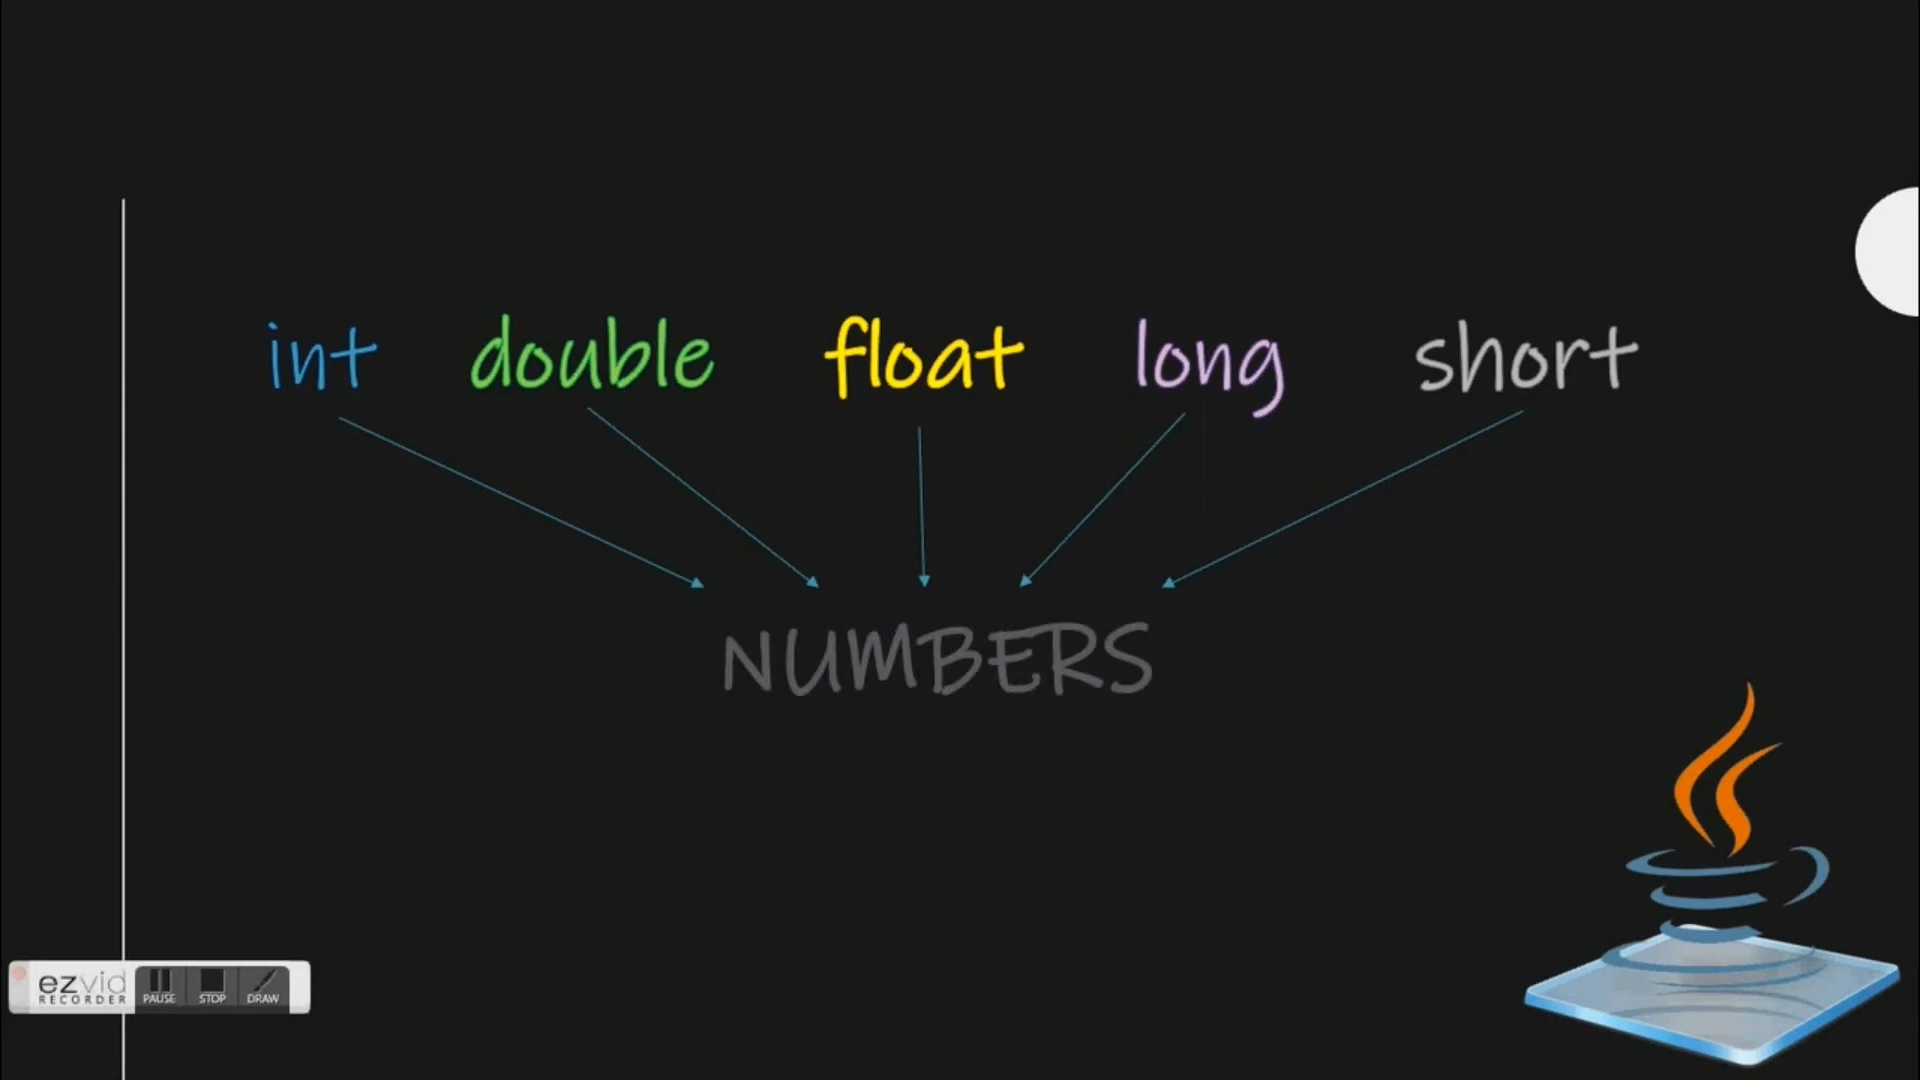 int double float long short
NUMBERS
ezvid
RECORDER
PAUSE STOP DRAW